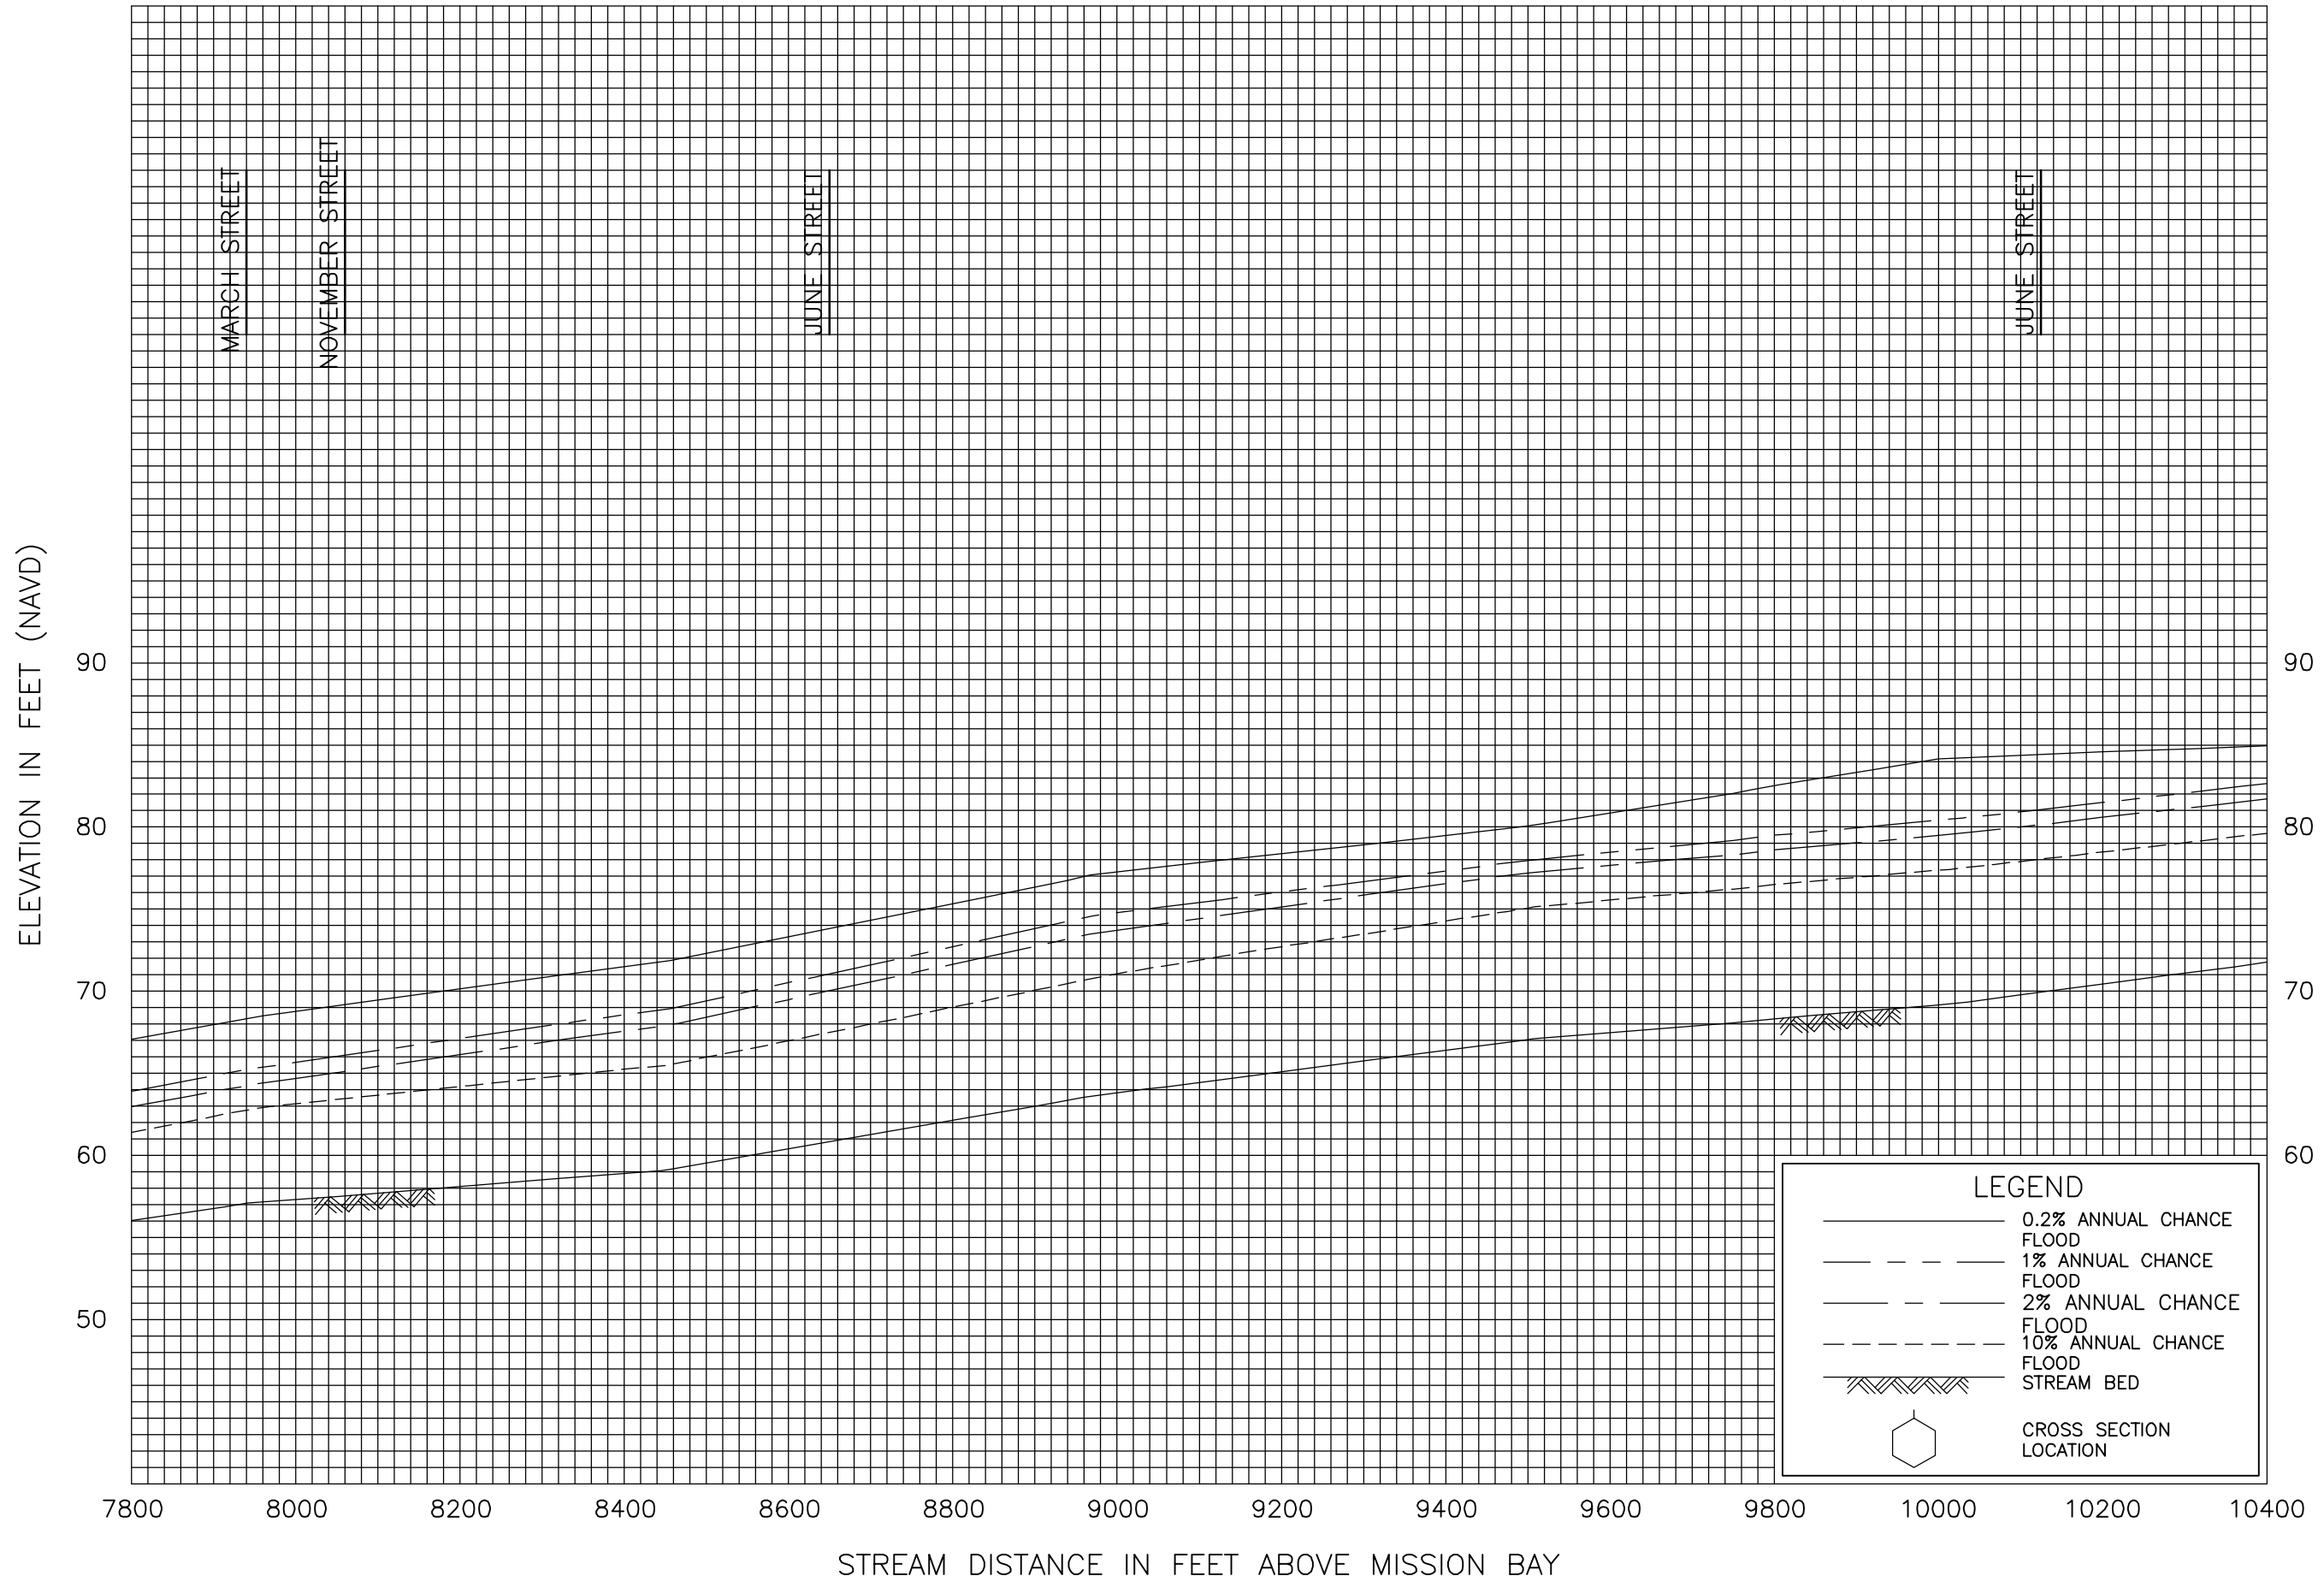 MARCH STREET
NOVEMBER STREET
JUNE STREET
JUNE STREET
ELEVATION IN FEET (NAVD)
90
90
80
80
70
70
60
60
50
LEGEND
0.2% ANNUAL CHANCE
FLOOD
1% ANNUAL CHANCE
FLOOD
2% ANNUAL CHANCE
FLOOD
10% ANNUAL CHANCE
FLOOD
STREAM BED
CROSS SECTION
LOCATION
7800 8000 8200 8400 8600 8800 9000 9200 9400 9600 9800 10000 10200 10400
STREAM DISTANCE IN FEET ABOVE MISSION BAY